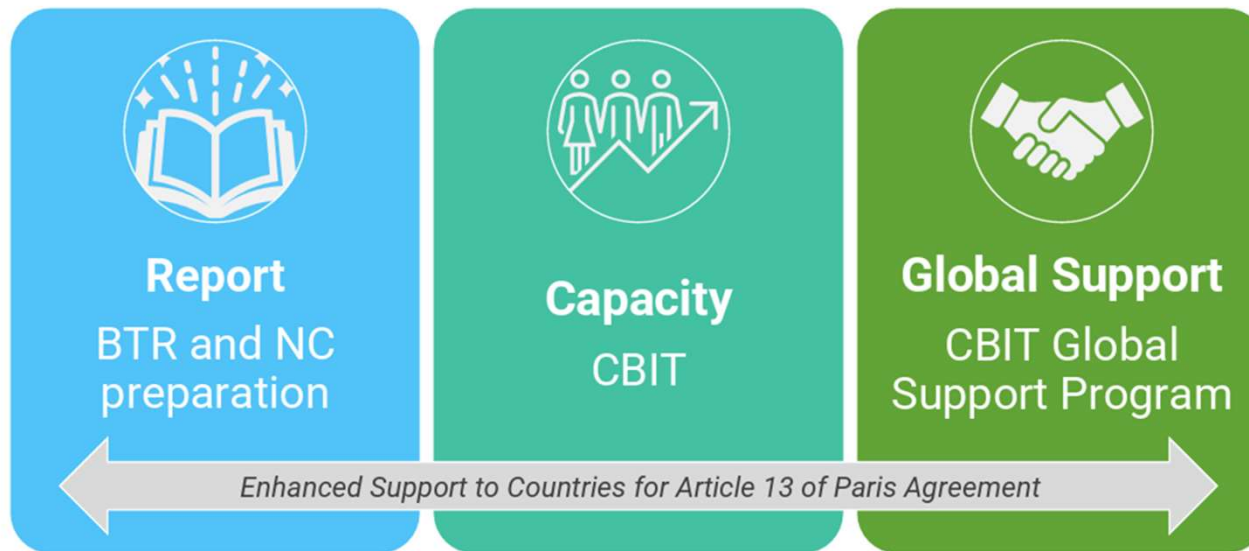 Report
BTR and NC
preparation
Capacity
CBIT
Global Support
CBIT Global
Support Program
Enhanced Support to Countries for Article 13 of Paris Agreement